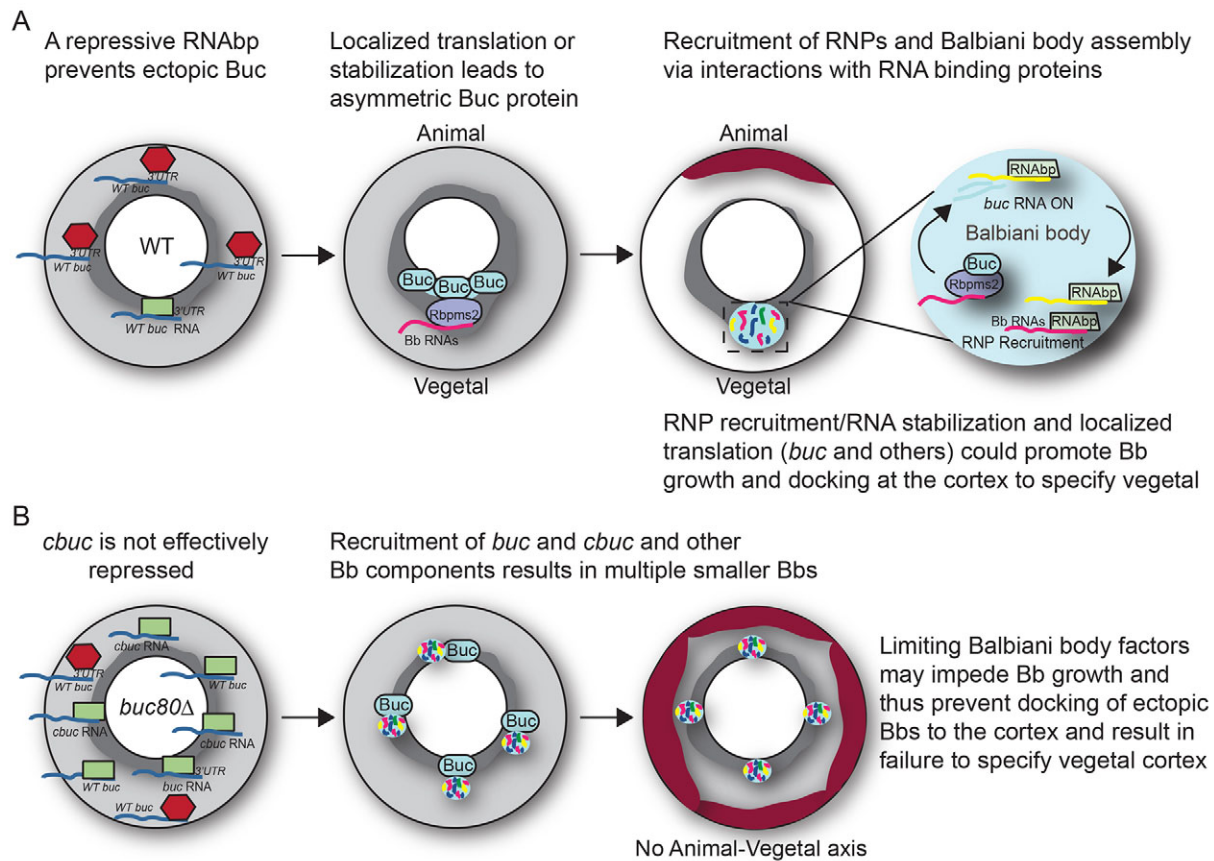 A
A repressive RNAbp
prevents ectopic Buc
Localized translation or
stabilization leads to
asymmetric Buc protein
Recruitment of RNPs and Balbiani body assembly
via interactions with RNA binding proteins
3'UTR
WT buc
3'UTR
WT buc
WT
3'UTR
WT buc
3'UTR
WT buc RNA
Animal
Buc
Buc
Buc
Rbpms2
Bb RNAs
Vegetal
Animal
Vegetal
RNAbp
buc RNA ON
Balbiani body
Buc
Rbpms2
RNAbp
Bb RNAs
RNAbp
RNP Recruitment
RNP recruitment/RNA stabilization and localized
translation (buc and others) could promote Bb
growth and docking at the cortex to specify vegetal
B
cbuc is not effectively
repressed
Recruitment of buc and cbuc and other
Bb components results in multiple smaller Bbs
cbuc RNA
3'UTR
WT buc
WT buc
buc80Δ
cbuc
RNA
cbuc RNA
WT buc
3'UTR
buc RNA
WT buc
Buc
Buc
Buc
Buc
No Animal-Vegetal axis
Limiting Balbiani body factors
may impede Bb growth and
thus prevent docking of ectopic
Bbs to the cortex and result in
failure to specify vegetal cortex